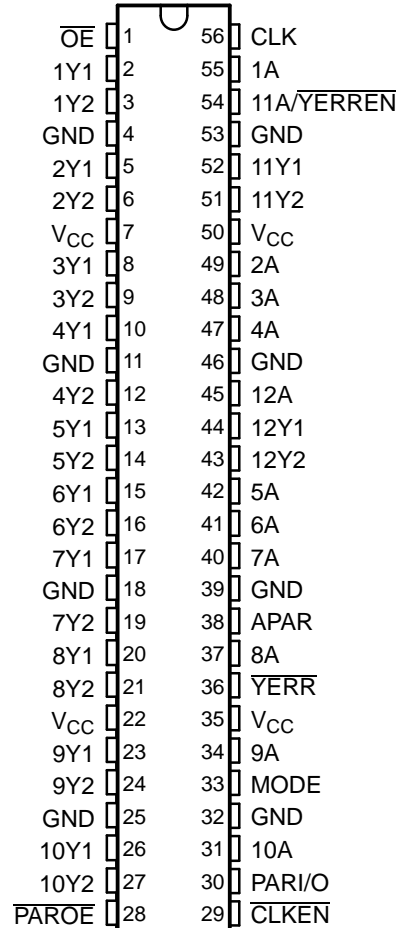 O̅E̅ 1 56 CLK
1Y1 2 55 1A
1Y2 3 54 11A/Y̅E̅R̅R̅E̅N̅
GND 4 53 GND
2Y1 5 52 11Y1
2Y2 6 51 11Y2
VCC 7 50 VCC
3Y1 8 49 2A
3Y2 9 48 3A
4Y1 10 47 4A
GND 11 46 GND
4Y2 12 45 12A
5Y1 13 44 12Y1
5Y2 14 43 12Y2
6Y1 15 42 5A
6Y2 16 41 6A
7Y1 17 40 7A
GND 18 39 GND
7Y2 19 38 APAR
8Y1 20 37 8A
8Y2 21 36 Y̅E̅R̅R̅
VCC 22 35 VCC
9Y1 23 34 9A
9Y2 24 33 MODE
GND 25 32 GND
10Y1 26 31 10A
10Y2 27 30 PARI/O
P̅A̅R̅O̅E̅ 28 29 C̅L̅K̅E̅N̅